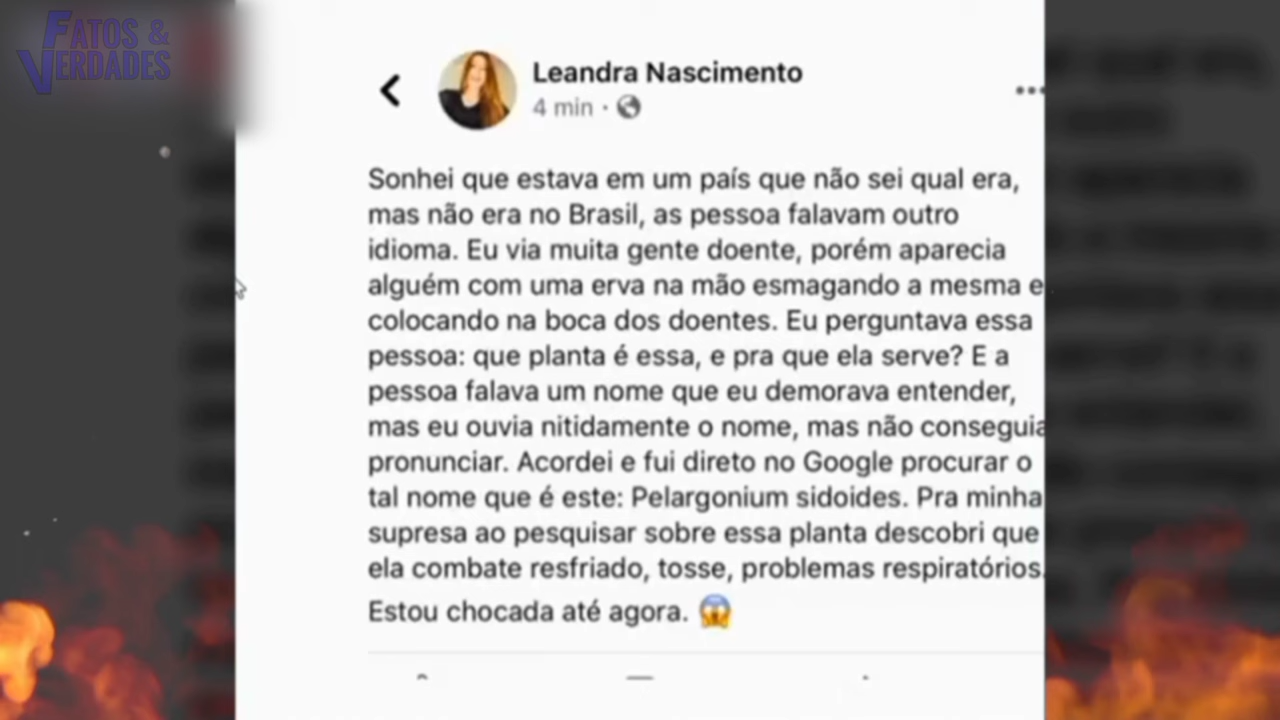 FATOS &
VERDADES
Leandra Nascimento
4 min ·
Sonhei que estava em um país que não sei qual era,
mas não era no Brasil, as pessoa falavam outro
idioma. Eu via muita gente doente, porém aparecia
alguém com uma erva na mão esmagando a mesma e
colocando na boca dos doentes. Eu perguntava essa
pessoa: que planta é essa, e pra que ela serve? E a
pessoa falava um nome que eu demorava entender,
mas eu ouvia nitidamente o nome, mas não conseguia
pronunciar. Acordei e fui direto no Google procurar o
tal nome que é este: Pelargonium sidoides. Pra minha
supresa ao pesquisar sobre essa planta descobri que
ela combate resfriado, tosse, problemas respiratórios.
Estou chocada até agora. 😱